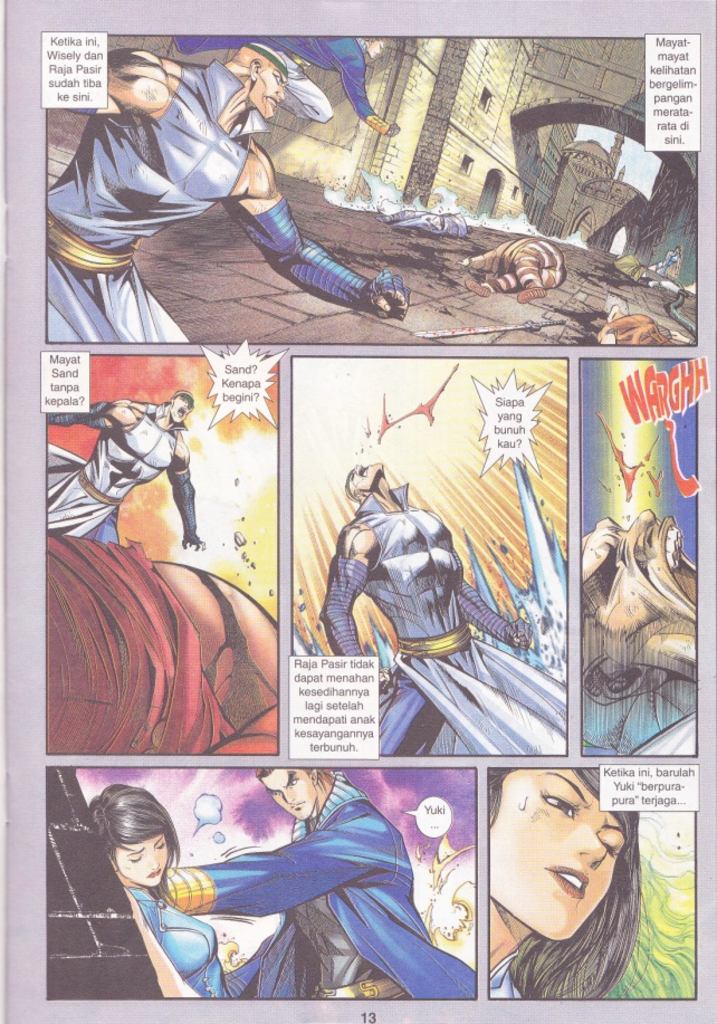 Ketika ini,
Wisely dan
Raja Pasir
sudah tiba
ke sini.
Mayat-
mayat
kelihatan
bergelim-
pangan
merata-
rata di
sini.
Mayat
Sand
tanpa
kepala?
Sand?
Kenapa
begini?
Siapa
yang
bunuh
kau?
Raja Pasir tidak
dapat menahan
kesedihannya
lagi setelah
mendapati anak
kesayangannya
terbunuh.
WARGHH
Yuki
...
Ketika ini, barulah
Yuki "berpura-
pura" terjaga...
13